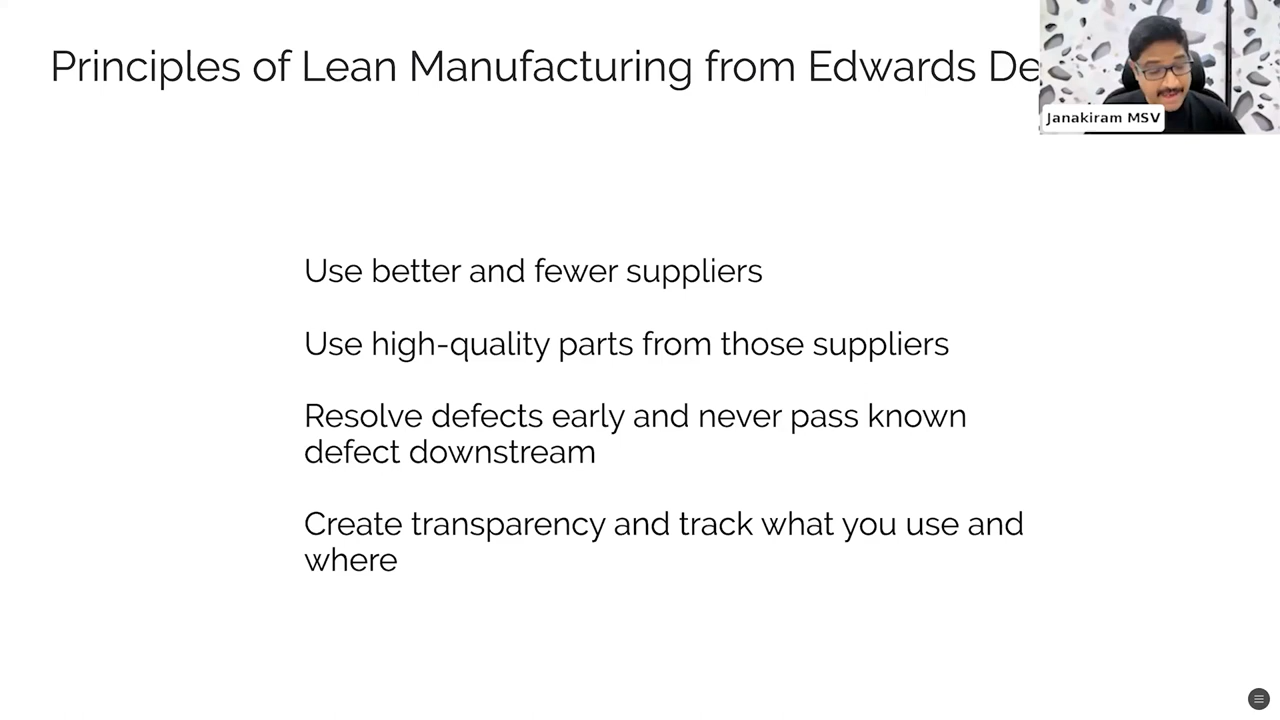 Principles of Lean Manufacturing from Edwards
Janakiram MSV
Use better and fewer suppliers
Use high-quality parts from those suppliers
Resolve defects early and never pass known
defect downstream
Create transparency and track what you use and
where